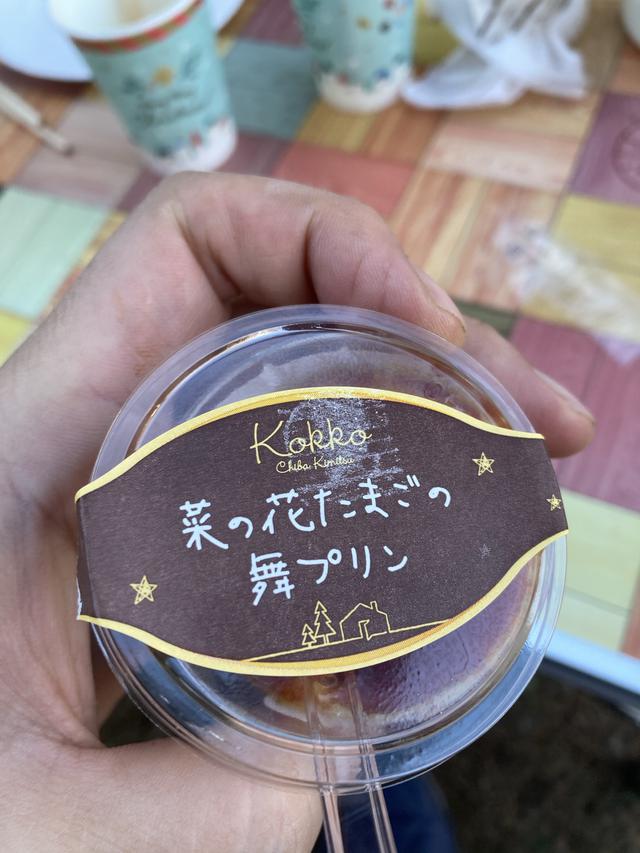 Kokko
Chiba Kimitsu
菜の花たまごの
舞プリン